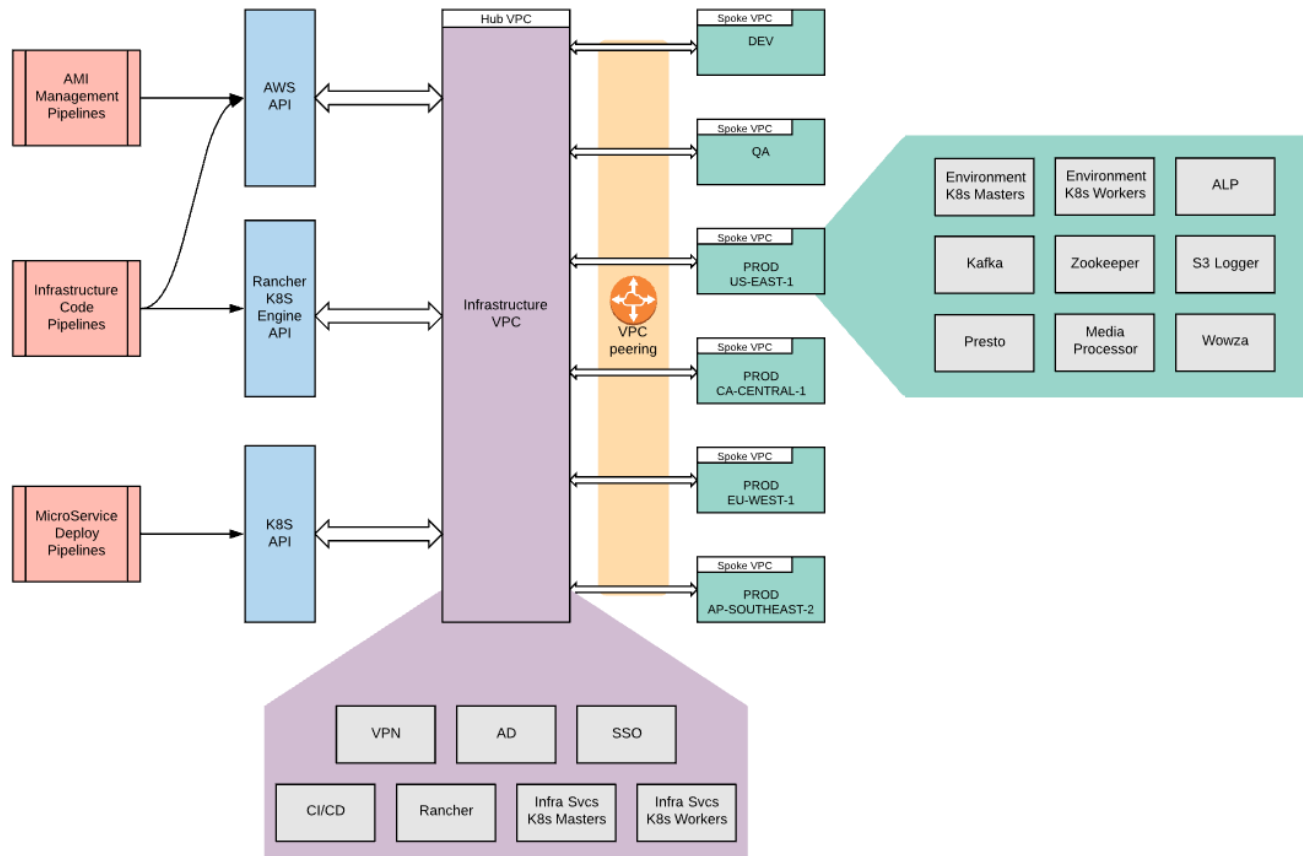 Hub VPC
Spoke VPC
DEV
AMI
Management
Pipelines
AWS
API
Spoke VPC
QA
Environment
K8s Masters
Environment
K8s Workers
ALP
Spoke VPC
PROD
US-EAST-1
Kafka
Zookeeper
S3 Logger
Infrastructure
Code
Pipelines
Rancher
K8S
Engine
API
Infrastructure
VPC
VPC
peering
Presto
Media
Processor
Wowza
Spoke VPC
PROD
CA-CENTRAL-1
Spoke VPC
PROD
EU-WEST-1
MicroService
Deploy
Pipelines
K8S
API
Spoke VPC
PROD
AP-SOUTHEAST-2
VPN
AD
SSO
CI/CD
Rancher
Infra Svcs
K8s Masters
Infra Svcs
K8s Workers